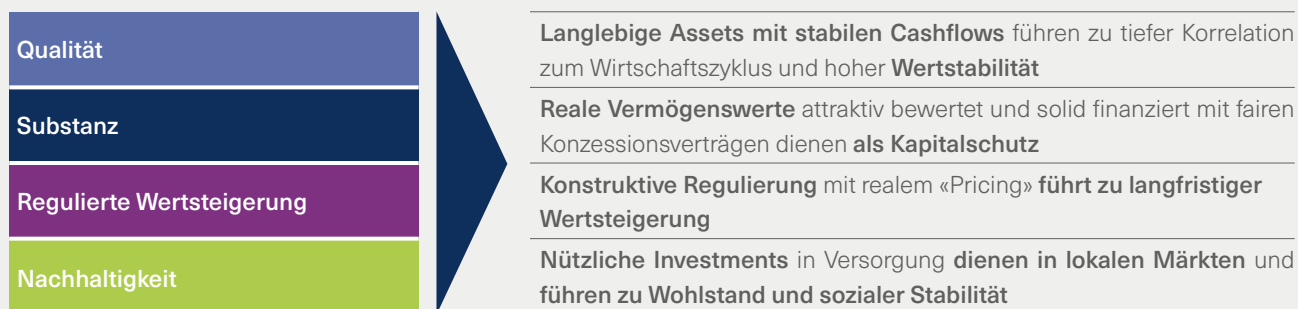 Qualität
Langlebige Assets mit stabilen Cashflows führen zu tiefer Korrelation
zum Wirtschaftszyklus und hoher Wertstabilität
Substanz
Reale Vermögenswerte attraktiv bewertet und solid finanziert mit fairen
Konzessionsverträgen dienen als Kapitalschutz
Regulierte Wertsteigerung
Konstruktive Regulierung mit realem «Pricing» führt zu langfristiger
Wertsteigerung
Nachhaltigkeit
Nützliche Investments in Versorgung dienen in lokalen Märkten und
führen zu Wohlstand und sozialer Stabilität